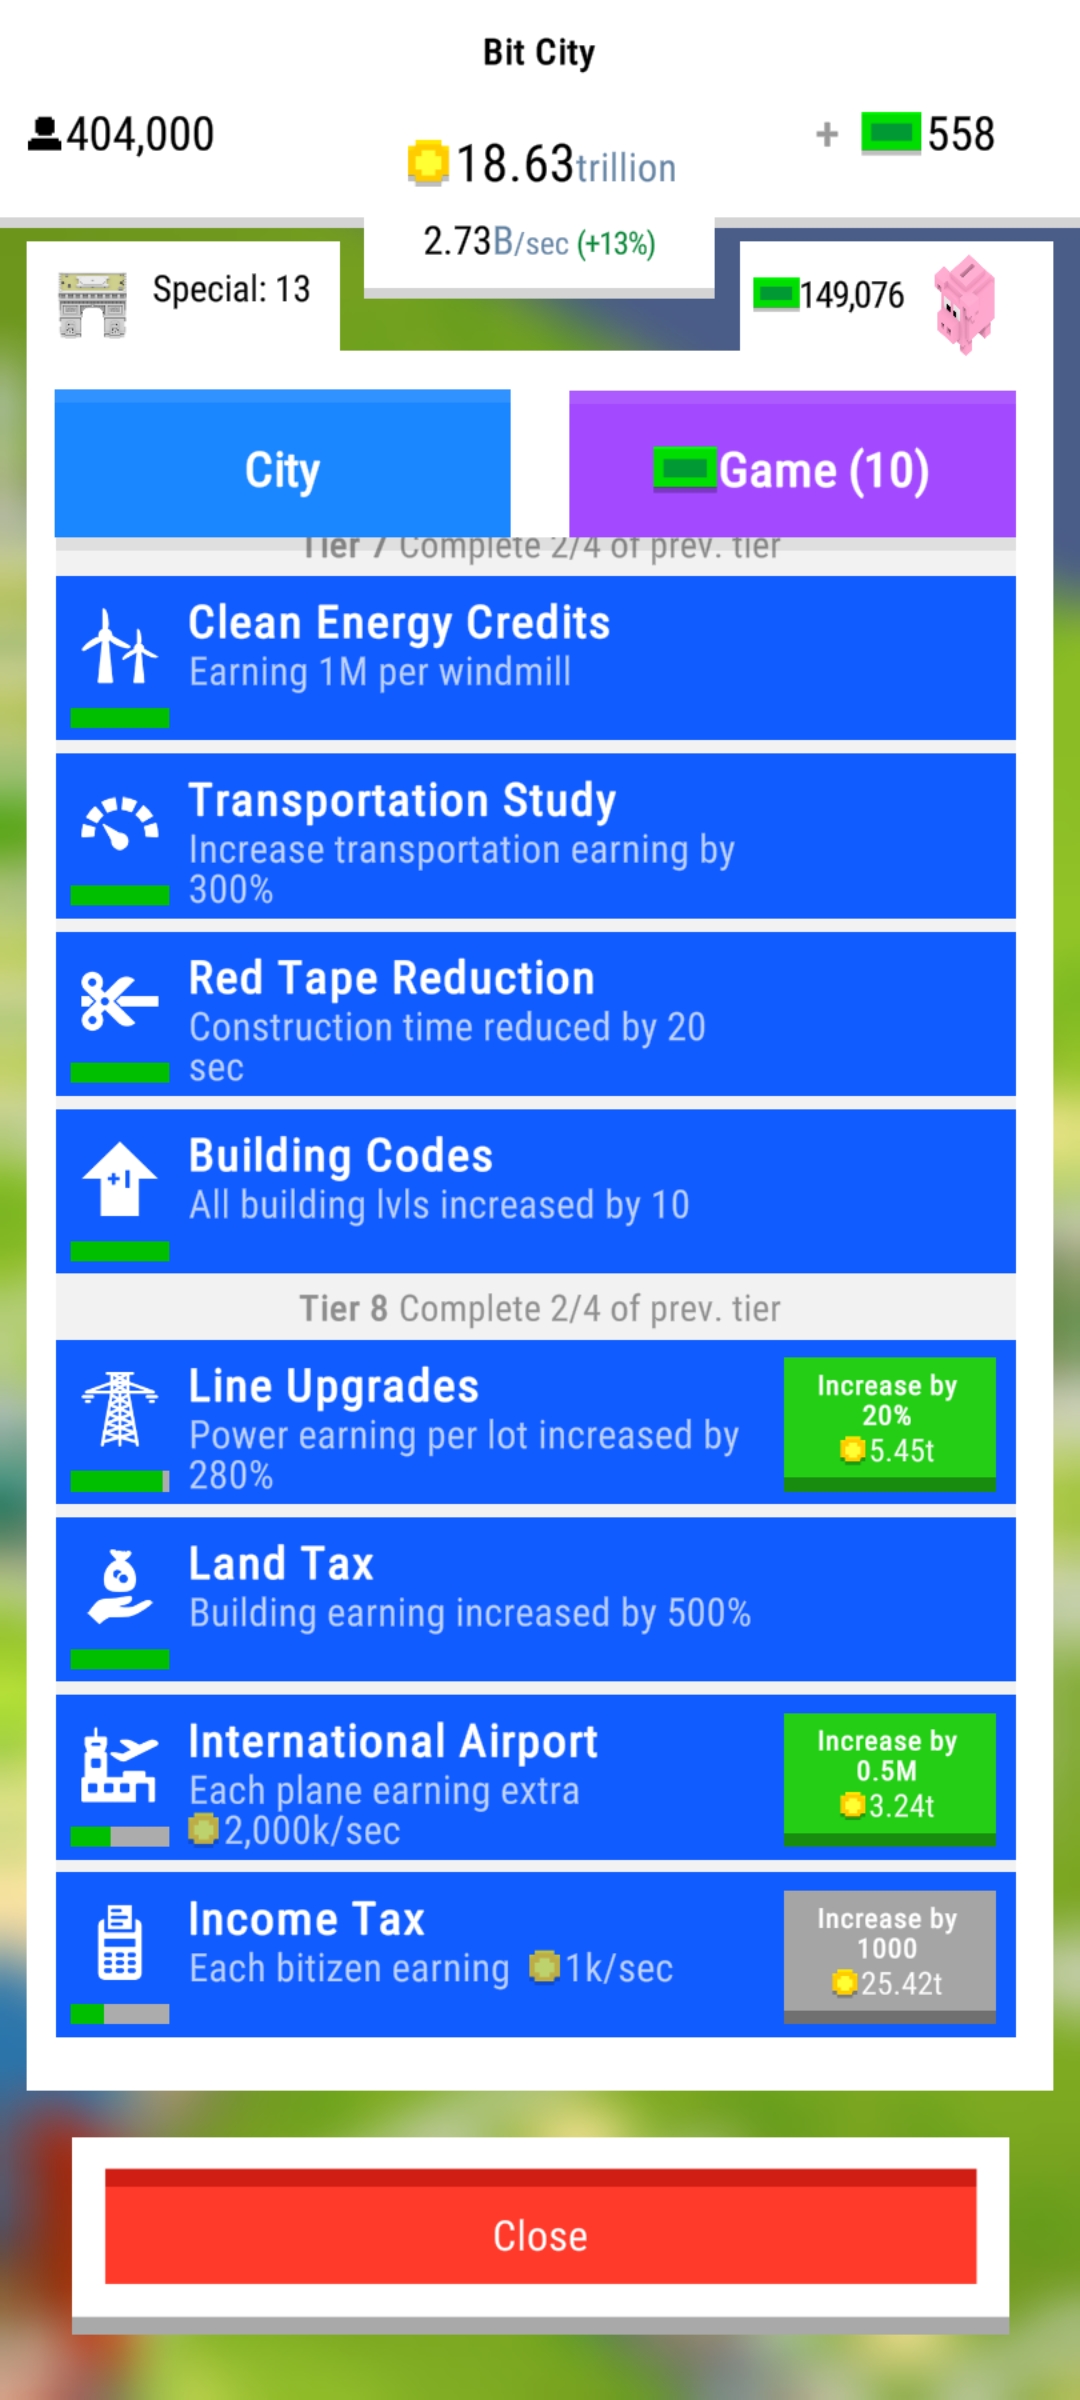 Bit City
404,000
18.63trillion
+ 558
2.73B/sec (+13%)
Special: 13
149,076
City
Game (10)
Tier 7 Complete 2/4 of prev. tier
Clean Energy Credits
Earning 1M per windmill
Transportation Study
Increase transportation earning by
300%
Red Tape Reduction
Construction time reduced by 20
sec
+1
Building Codes
All building lvls increased by 10
Tier 8 Complete 2/4 of prev. tier
Line Upgrades
Power earning per lot increased by
280%
Increase by
20%
5.45t
Land Tax
Building earning increased by 500%
International Airport
Each plane earning extra
2,000k/sec
Increase by
0.5M
3.24t
Income Tax
Each bitizen earning 1k/sec
Increase by
1000
25.42t
Close